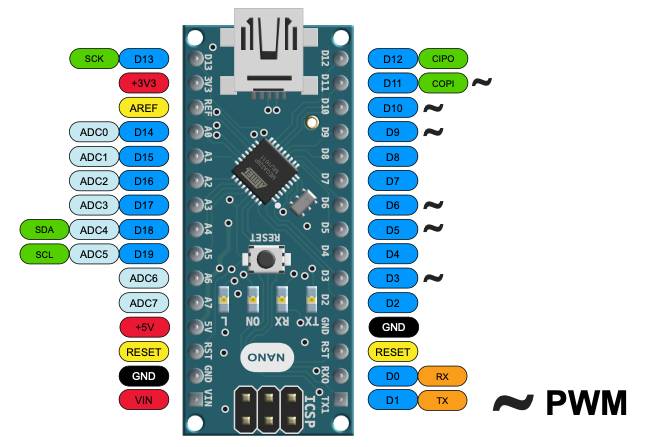 SCK D13
+3V3
AREF
ADC0 D14
ADC1 D15
ADC2 D16
ADC3 D17
SDA ADC4 D18
SCL ADC5 D19
ADC6
ADC7
+5V
RESET
GND
VIN
D13
3V3
REF
A0
A1
A2
A3
A4
A5
A6
A7
5V
RST
GND
VIN
RESET
L
ON
RX
TX
NANO
ICSP
D12
D11
D10
D9
D8
D7
D6
D5
D4
D3
D2
GND
RST
RX0
TX1
D12 CIPO
D11 COPI ~
D10 ~
D9 ~
D8
D7
D6 ~
D5 ~
D4
D3 ~
D2
GND
RESET
D0 RX
D1 TX
~ PWM